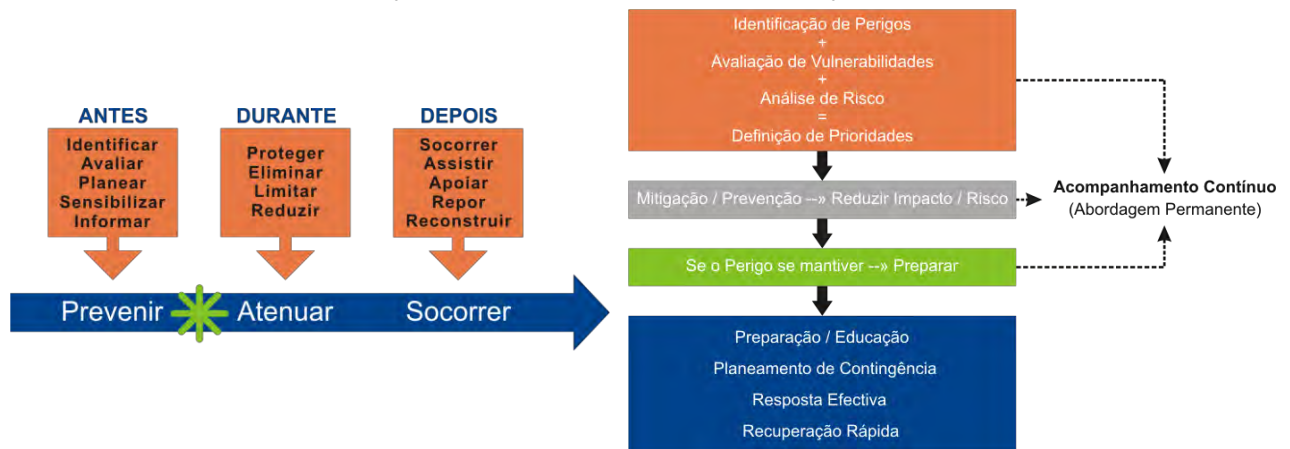 ANTES
Identificar
Avaliar
Planear
Sensibilizar
Informar
DURANTE
Proteger
Eliminar
Limitar
Reduzir
DEPOIS
Socorrer
Assistir
Apoiar
Repor
Reconstruir
Prevenir
Atenuar
Socorrer
Identificação de Perigos
+
Avaliação de Vulnerabilidades
+
Análise de Risco
=
Definição de Prioridades
Mitigação / Prevenção --» Reduzir Impacto / Risco
Se o Perigo se mantiver --» Preparar
Preparação / Educação
Planeamento de Contingência
Resposta Efectiva
Recuperação Rápida
Acompanhamento Contínuo
(Abordagem Permanente)